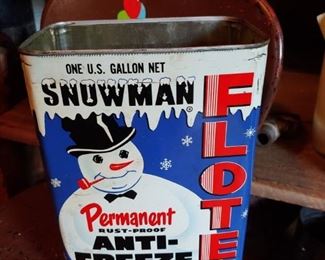 ONE U.S. GALLON NET
SNOWMAN®
FLOTE
Permanent
RUST-PROOF
ANTI-
FREEZE